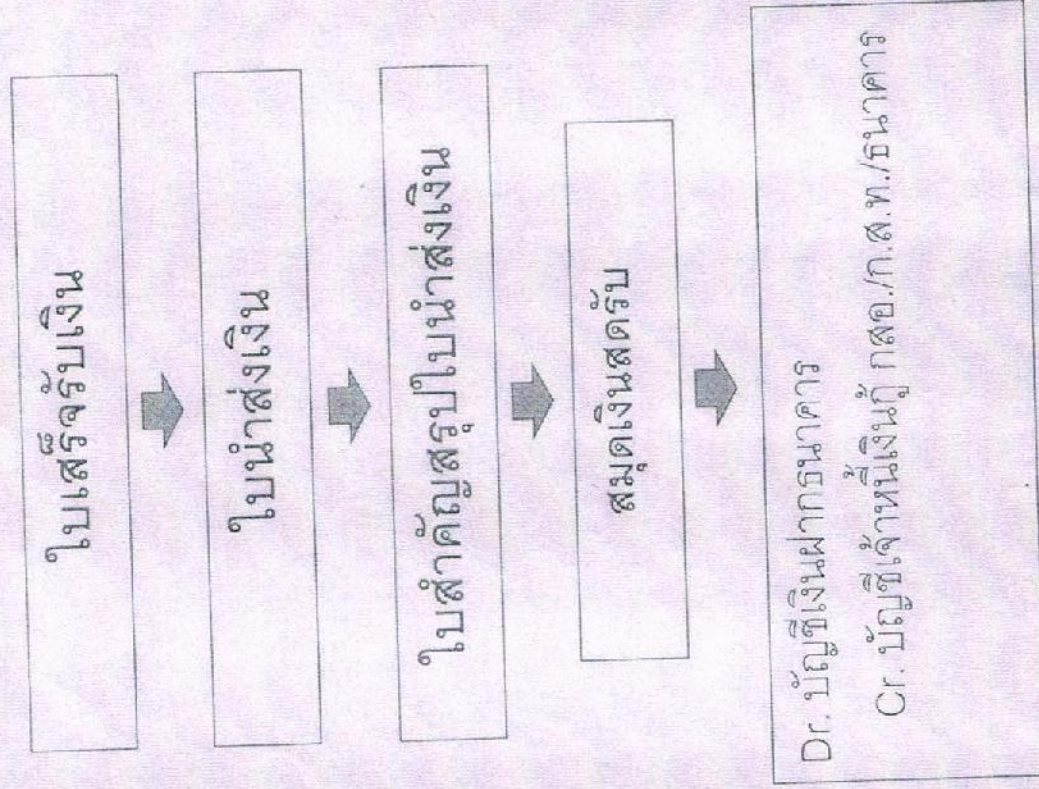 ใบเสร็จรับเงิน
ใบนำส่งเงิน
ใบสำคัญสรุปใบนำส่งเงิน
สมุดเงินสดรับ
Dr. บัญชีเงินฝากธนาคาร
Cr. บัญชีเจ้าหนี้เงินกู้ กสอ./ก.ส.ท./ธนาคาร